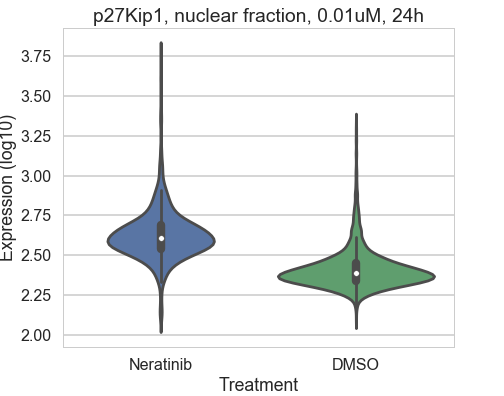 p27Kip1, nuclear fraction, 0.01uM, 24h
Expression (log10)
3.75
3.50
3.25
3.00
2.75
2.50
2.25
2.00
Neratinib
DMSO
Treatment